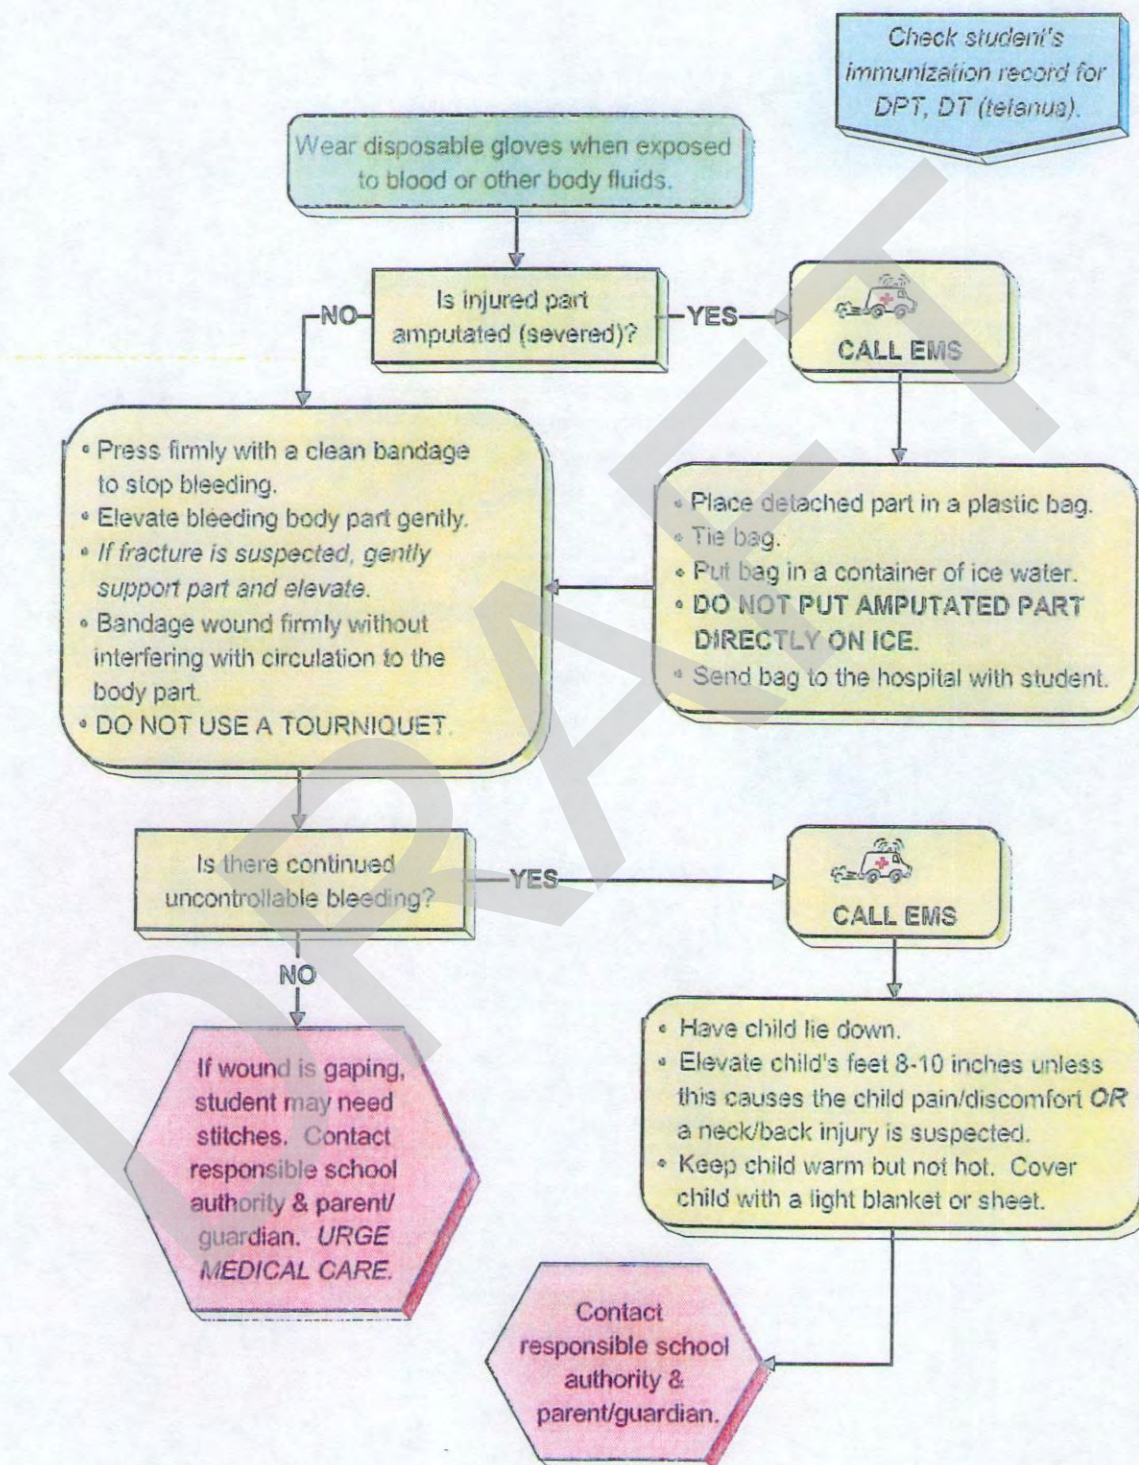 Check student's
immunization record for
DPT, DT (tetanus).
Wear disposable gloves when exposed
to blood or other body fluids.
Is injured part
amputated (severed)?
NO
YES
CALL EMS
• Press firmly with a clean bandage
to stop bleeding.
• Elevate bleeding body part gently.
• If fracture is suspected, gently
support part and elevate.
• Bandage wound firmly without
interfering with circulation to the
body part.
• DO NOT USE A TOURNIQUET.
• Place detached part in a plastic bag.
• Tie bag.
• Put bag in a container of ice water.
• DO NOT PUT AMPUTATED PART
DIRECTLY ON ICE.
• Send bag to the hospital with student.
Is there continued
uncontrollable bleeding?
YES
CALL EMS
NO
If wound is gaping,
student may need
stitches. Contact
responsible school
authority & parent/
guardian. URGE
MEDICAL CARE.
• Have child lie down.
• Elevate child's feet 8-10 inches unless
this causes the child pain/discomfort OR
a neck/back injury is suspected.
• Keep child warm but not hot. Cover
child with a light blanket or sheet.
Contact
responsible school
authority &
parent/guardian.
DRAFT